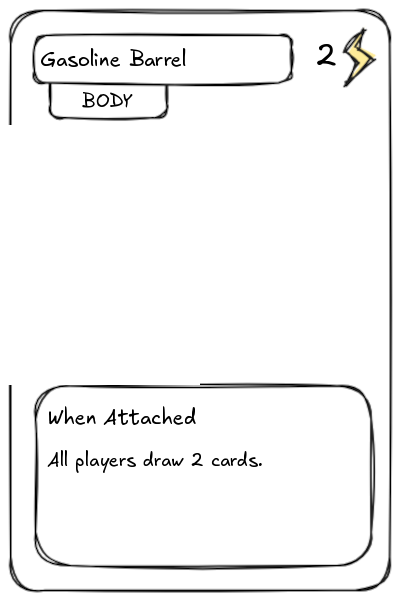 Gasoline Barrel
2
BODY
When Attached
All players draw 2 cards.